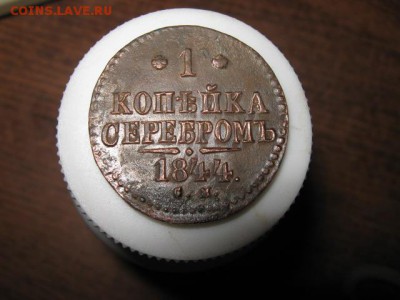 COINS.LAVE.RU
1
КОПѢЙКА
СЕРЕБРОМЪ
1844.
С.М.